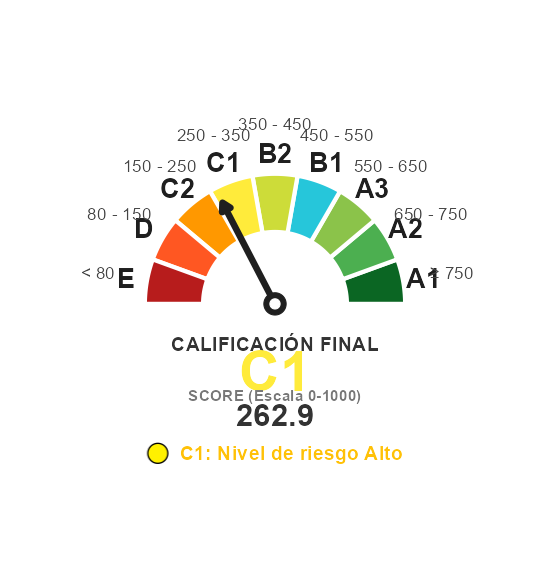 350 - 450
250 - 350
450 - 550
B2
C1
B1
150 - 250
550 - 650
C2
A3
80 - 150
650 - 750
D
A2
< 80
E
A1
≥ 750
CALIFICACIÓN FINAL
C1
SCORE (Escala 0-1000)
262.9
C1: Nivel de riesgo Alto